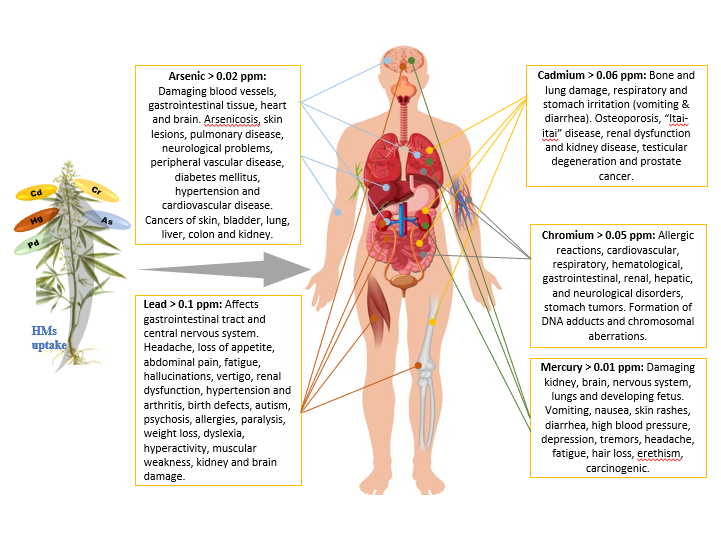 Arsenic > 0.02 ppm:
Damaging blood vessels,
gastrointestinal tissue, heart
and brain. Arsenicosis, skin
lesions, pulmonary disease,
neurological problems,
peripheral vascular disease,
diabetes mellitus,
hypertension and
cardiovascular disease.
Cancers of skin, bladder, lung,
liver, colon and kidney.
Cd
Cr
Hg
As
Pd
HMs
uptake
Lead > 0.1 ppm: Affects
gastrointestinal tract and
central nervous system.
Headache, loss of appetite,
abdominal pain, fatigue,
hallucinations, vertigo, renal
dysfunction, hypertension and
arthritis, birth defects, autism,
psychosis, allergies, paralysis,
weight loss, dyslexia,
hyperactivity, muscular
weakness, kidney and brain
damage.
Cadmium > 0.06 ppm: Bone and
lung damage, respiratory and
stomach irritation (vomiting &
diarrhea). Osteoporosis, “Itai-
itai” disease, renal dysfunction
and kidney disease, testicular
degeneration and prostate
cancer.
Chromium > 0.05 ppm: Allergic
reactions, cardiovascular,
respiratory, hematological,
gastrointestinal, renal, hepatic,
and neurological disorders,
stomach tumors. Formation of
DNA adducts and chromosomal
aberrations.
Mercury > 0.01 ppm: Damaging
kidney, brain, nervous system,
lungs and developing fetus.
Vomiting, nausea, skin rashes,
diarrhea, high blood pressure,
depression, tremors, headache,
fatigue, hair loss, erethism,
carcinogenic.